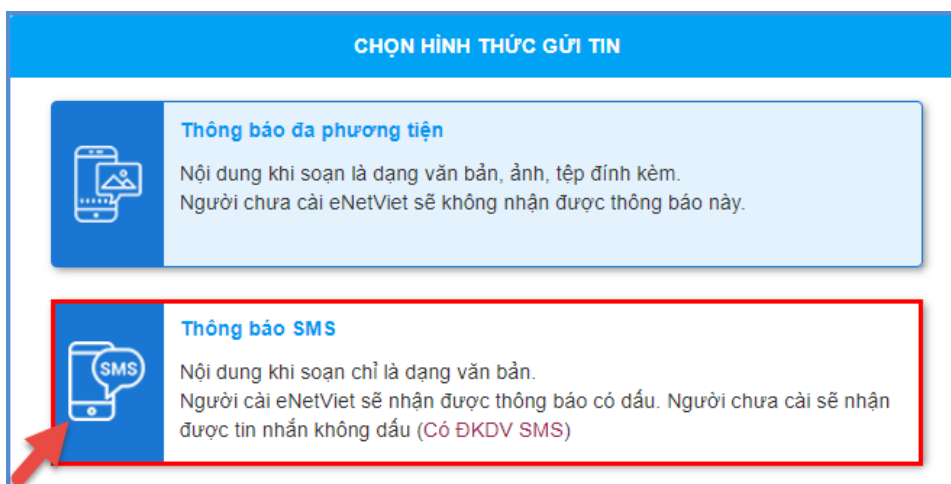 CHỌN HÌNH THỨC GỬI TIN
Thông báo đa phương tiện
Nội dung khi soạn là dạng văn bản, ảnh, tệp đính kèm.
Người chưa cài eNetViet sẽ không nhận được thông báo này.
Thông báo SMS
SMS
Nội dung khi soạn chỉ là dạng văn bản.
Người cài eNetViet sẽ nhận được thông báo có dấu. Người chưa cài sẽ nhận
được tin nhắn không dấu (Có ĐKDV SMS)